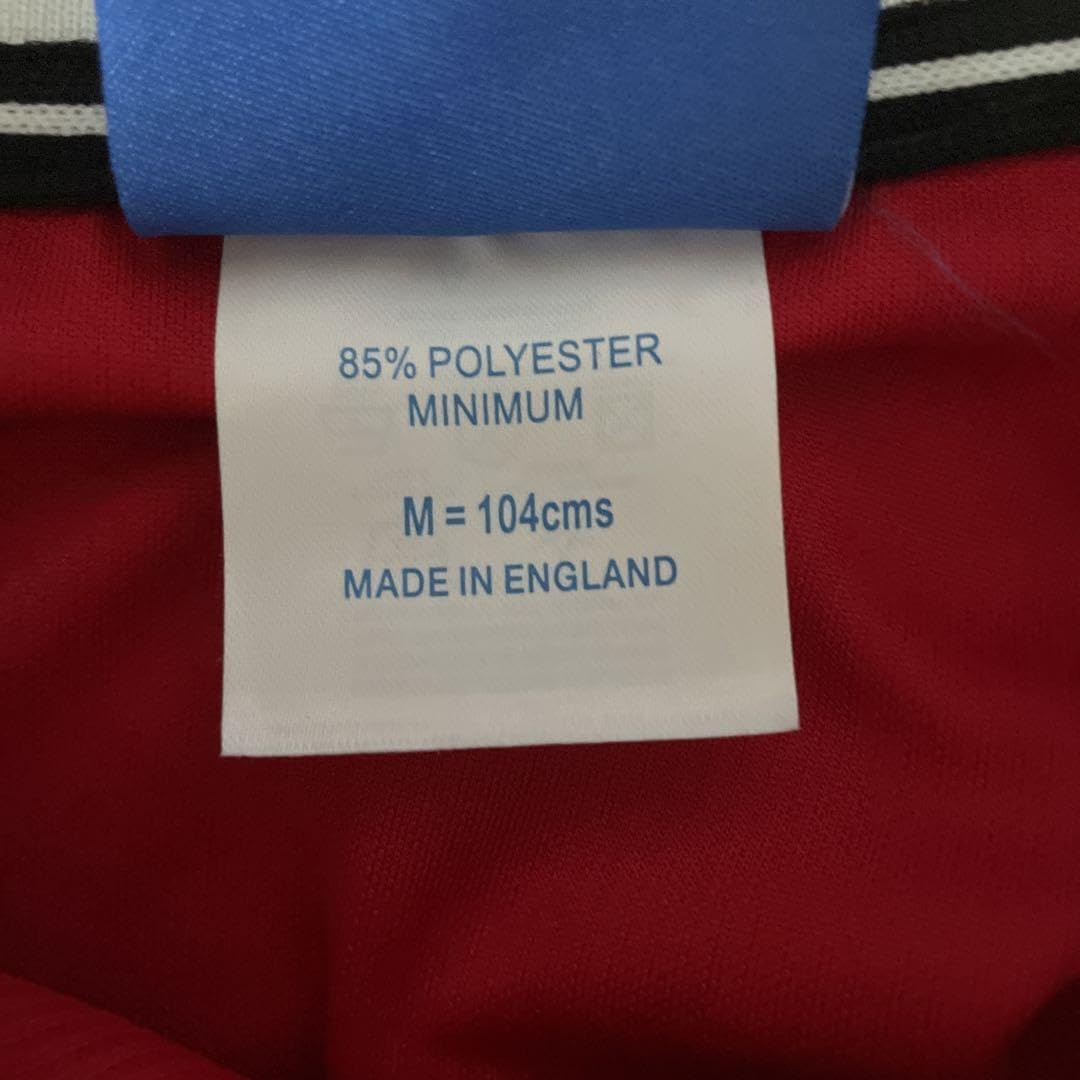 85% POLYESTER
MINIMUM
M = 104cms
MADE IN ENGLAND